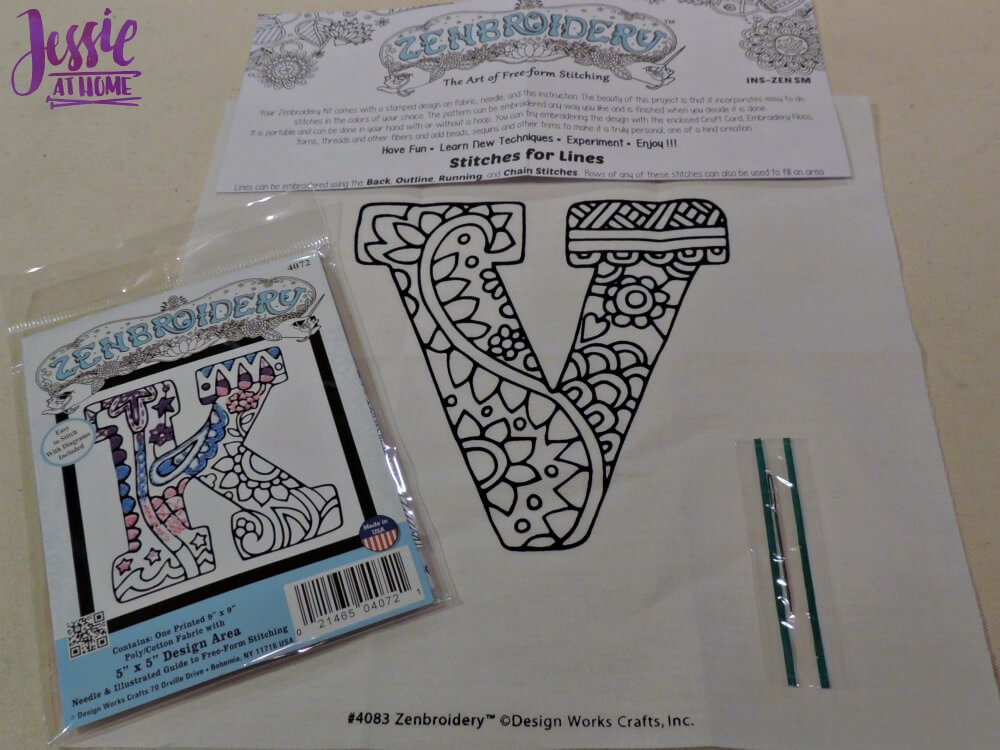 Jessie
AT HOME
ZENBROIDERY™
The Art of Free-form Stitching
INS-ZEN SM
Your Zenbroidery Kit comes with a stamped design on fabric, needle, and this instruction. The beauty of this project is that it incorporates easy to do
stitches in the colors of your choice. The pattern can be embroidered any way you like and is finished when you decide it is done.
It is portable and can be done in your hand with or without a hoop. You can try embroidering the design with the enclosed Craft Cord, Embroidery Floss,
Yarns, threads and other fibers and add beads, sequins and other trims to make it a truly personal, one of a kind creation.
Have Fun • Learn New Techniques • Experiment • Enjoy !!!
Stitches for Lines
Lines can be embroidered using the Back, Outline, Running, and Chain Stitches. Rows of any of these stitches can also be used to fill an area
V
4072
ZENBROIDERY
Easy
to Stitch
With Diagrams
Included
K
Made in
USA
Contains: One Printed 9" x 9"
Poly/Cotton Fabric with
5" x 5" Design Area
Needle & Illustrated Guide to Free-Form Stitching
© Design Works Crafts 70 Orville Drive • Bohemia, NY 11716 USA
0 21465 04072 1
#4083 Zenbroidery™ ©Design Works Crafts, Inc.